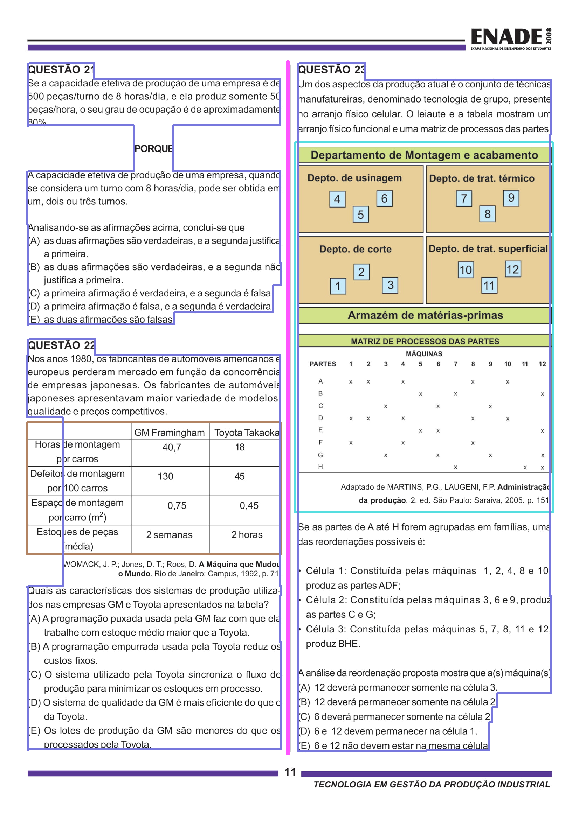 ENADE 2008
EXAME NACIONAL DE DESEMPENHO DOS ESTUDANTES
QUESTÃO 21
Se a capacidade efetiva de produção de uma empresa é de
500 peças/turno de 8 horas/dia, e ela produz somente 50
peças/hora, o seu grau de ocupação é de aproximadamente
80%
PORQUE
A capacidade efetiva de produção de uma empresa, quando
se considera um turno com 8 horas/dia, pode ser obtida em
um, dois ou três turnos.
Analisando-se as afirmações acima, conclui-se que
(A) as duas afirmações são verdadeiras, e a segunda justifica
a primeira.
(B) as duas afirmações são verdadeiras, e a segunda não
justifica a primeira.
(C) a primeira afirmação é verdadeira, e a segunda é falsa.
(D) a primeira afirmação é falsa, e a segunda é verdadeira.
(E) as duas afirmações são falsas.
QUESTÃO 22
Nos anos 1980, os fabricantes de automóveis americanos e
europeus perderam mercado em função da concorrência
de empresas japonesas. Os fabricantes de automóveis
japoneses apresentavam maior variedade de modelos,
qualidade e preços competitivos.
GM Framingham Toyota Takaoka
Horas de montagem 40,7 18
por carros
Defeitos de montagem 130 45
por 100 carros
Espaço de montagem 0,75 0,45
por carro (m²)
Estoques de peças 2 semanas 2 horas
média)
WOMACK, J. P.; Jones, D. T.; Roos, D. A Máquina que Mudou
o Mundo. Rio de Janeiro: Campus, 1992, p. 71.
Quais as características dos sistemas de produção utiliza-
dos nas empresas GM e Toyota apresentados na tabela?
(A) A programação puxada usada pela GM faz com que ela
trabalhe com estoque médio maior que a Toyota.
(B) A programação empurrada usada pela Toyota reduz os
custos fixos.
(C) O sistema utilizado pela Toyota sincroniza o fluxo de
produção para minimizar os estoques em processo.
(D) O sistema de qualidade da GM é mais eficiente do que o
da Toyota.
(E) Os lotes de produção da GM são menores do que os
processados pela Toyota.
QUESTÃO 23
Um dos aspectos da produção atual é o conjunto de técnicas
manufatureiras, denominado tecnologia de grupo, presente
no arranjo físico celular. O leiaute e a tabela mostram um
arranjo físico funcional e uma matriz de processos das partes.
Departamento de Montagem e acabamento
Depto. de usinagem Depto. de trat. térmico
4 6 7 9
5 8
Depto. de corte Depto. de trat. superficial
2 10 12
1 3 11
Armazém de matérias-primas
MATRIZ DE PROCESSOS DAS PARTES
MÁQUINAS
PARTES 1 2 3 4 5 6 7 8 9 10 11 12
A x x x x x
B x x x
C x x x
D x x x x x
E x x x
F x x x
G x x x x
H x x x
Adaptado de MARTINS, P.G., LAUGENI, F.P. Administração
da produção. 2. ed. São Paulo: Saraiva, 2005. p. 151.
Se as partes de A até H forem agrupadas em famílias, uma
das reordenações possíveis é:
• Célula 1: Constituída pelas máquinas 1, 2, 4, 8 e 10,
produz as partes ADF;
• Célula 2: Constituída pelas máquinas 3, 6 e 9, produz
as partes C e G;
• Célula 3: Constituída pelas máquinas 5, 7, 8, 11 e 12,
produz BHE.
A análise da reordenação proposta mostra que a(s) máquina(s)
(A) 12 deverá permanecer somente na célula 3.
(B) 12 deverá permanecer somente na célula 2.
(C) 6 deverá permanecer somente na célula 2.
(D) 6 e 12 devem permanecer na célula 1.
(E) 6 e 12 não devem estar na mesma célula.
11
TECNOLOGIA EM GESTÃO DA PRODUÇÃO INDUSTRIAL